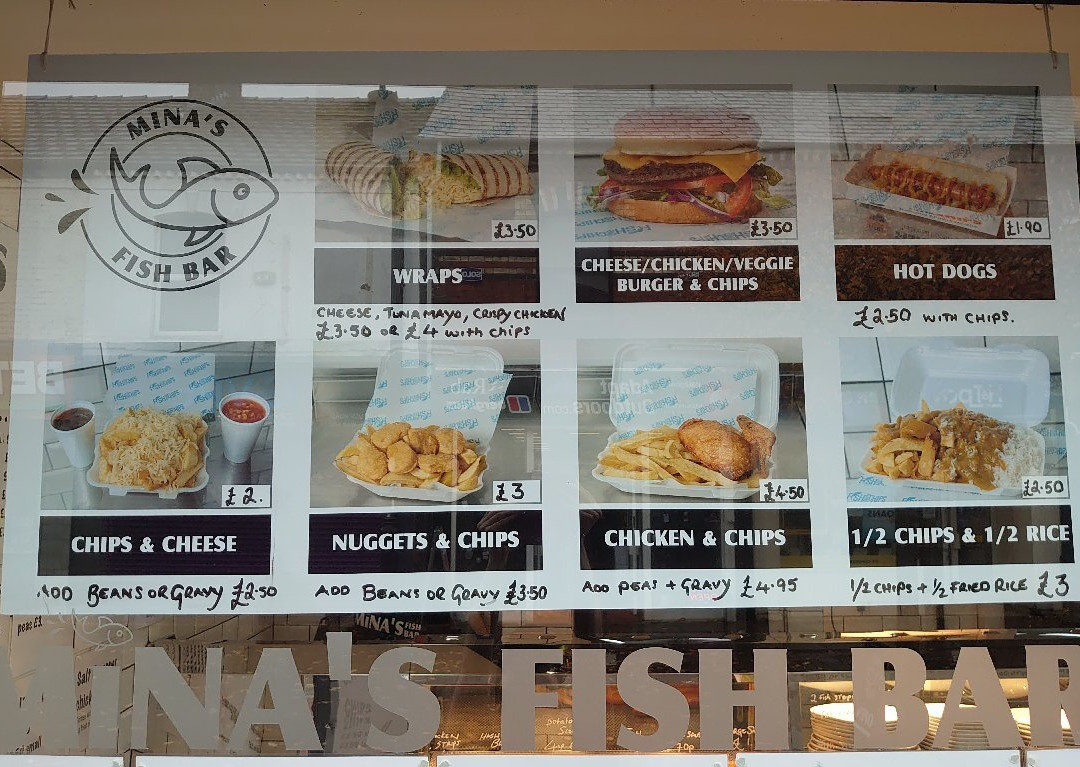 MINA'S
FISH BAR
£3.50
WRAPS
CHEESE, TUNAMAYO, CRISPY CHICKEN
£3.50 OR £4 WITH CHIPS
£3.50
CHEESE/CHICKEN/VEGGIE
BURGER & CHIPS
£1.90
HOT DOGS
£2.50 WITH CHIPS.
£2.
CHIPS & CHEESE
ADD BEANS OR GRAVY £2.50
£3
NUGGETS & CHIPS
ADD BEANS OR GRAVY £3.50
£4.50
CHICKEN & CHIPS
ADD PEAS + GRAVY £4.95
£2.50
1/2 CHIPS & 1/2 RICE
1/2 CHIPS + 1/2 FRIED RICE £3
MINA'S FISH
BAR
MINA'S FISH BAR